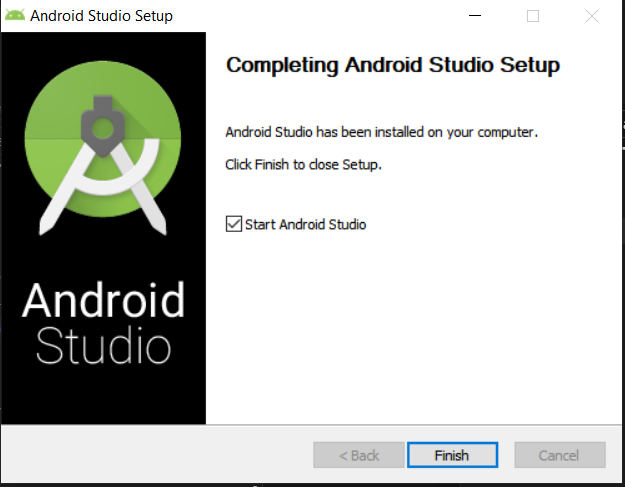 Android Studio Setup
Completing Android Studio Setup
Android Studio has been installed on your computer.
Click Finish to close Setup.
Start Android Studio
Android
Studio
< Back
Finish
Cancel